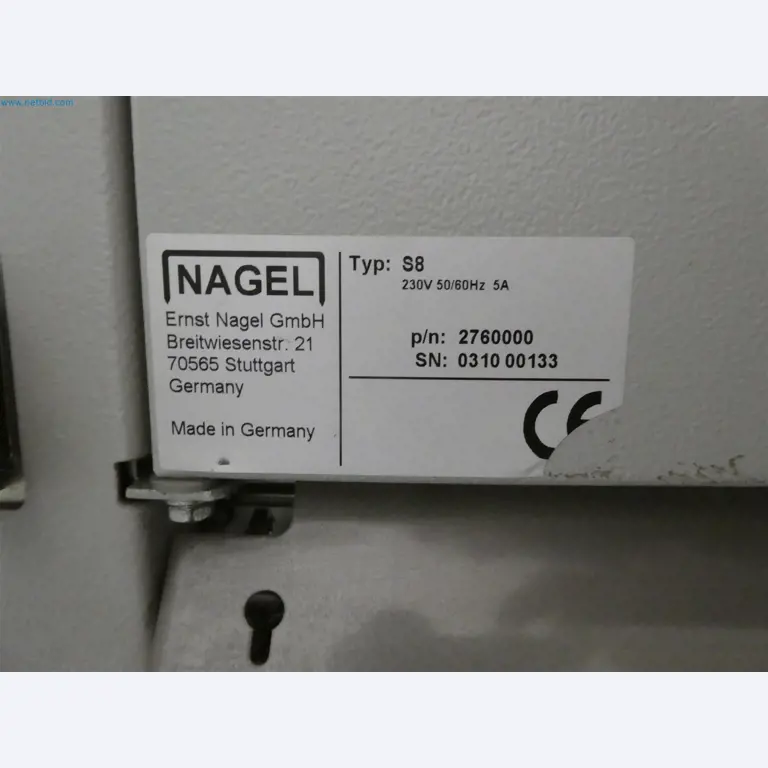 www.netbid.com
NAGEL
Ernst Nagel GmbH
Breitwiesenstr. 21
70565 Stuttgart
Germany
Made in Germany
Typ: S8
230V 50/60Hz 5A
p/n: 2760000
SN: 0310 00133
CE